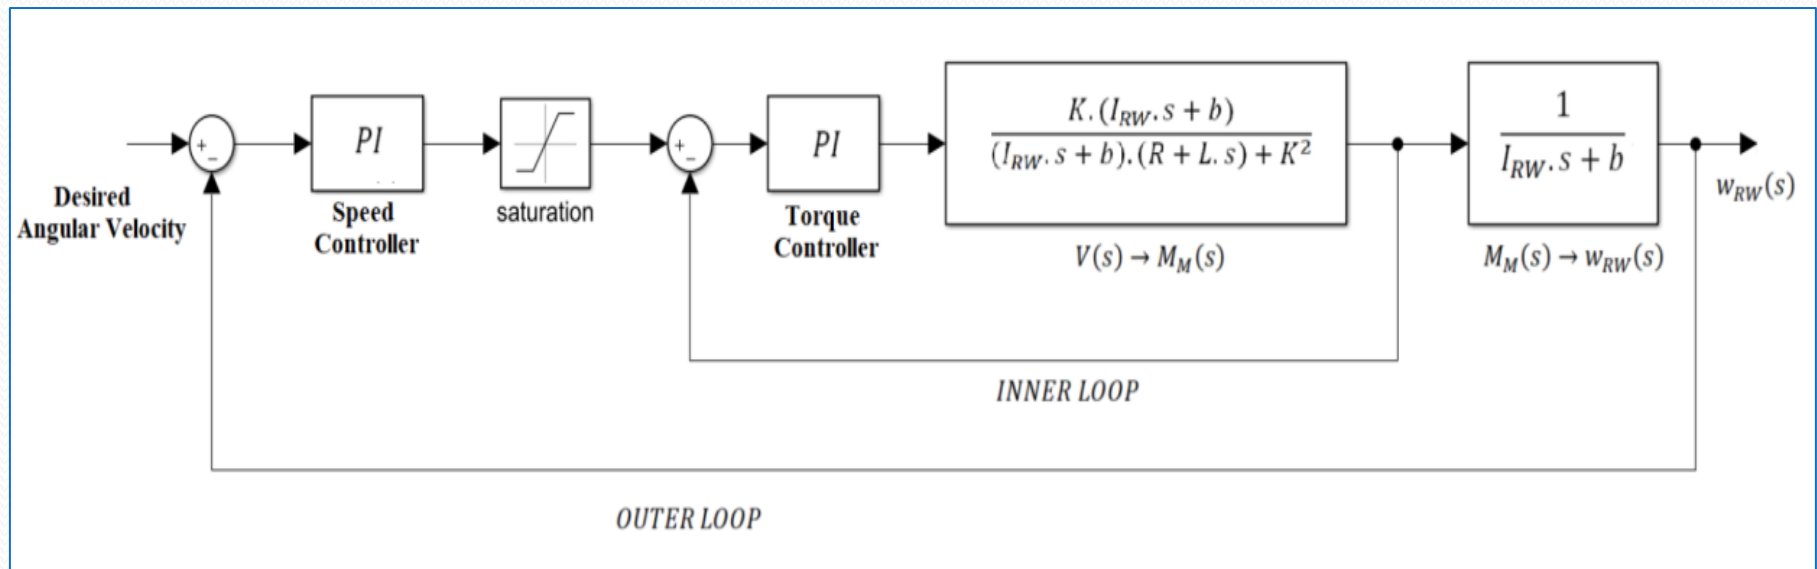 Desired
Angular Velocity
+
−
PI
Speed
Controller
saturation
+
−
PI
Torque
Controller
K.(I_RW.s + b)
(I_RW.s + b).(R + L.s) + K²
V(s) → M_M(s)
1
I_RW.s + b
M_M(s) → w_RW(s)
w_RW(s)
INNER LOOP
OUTER LOOP